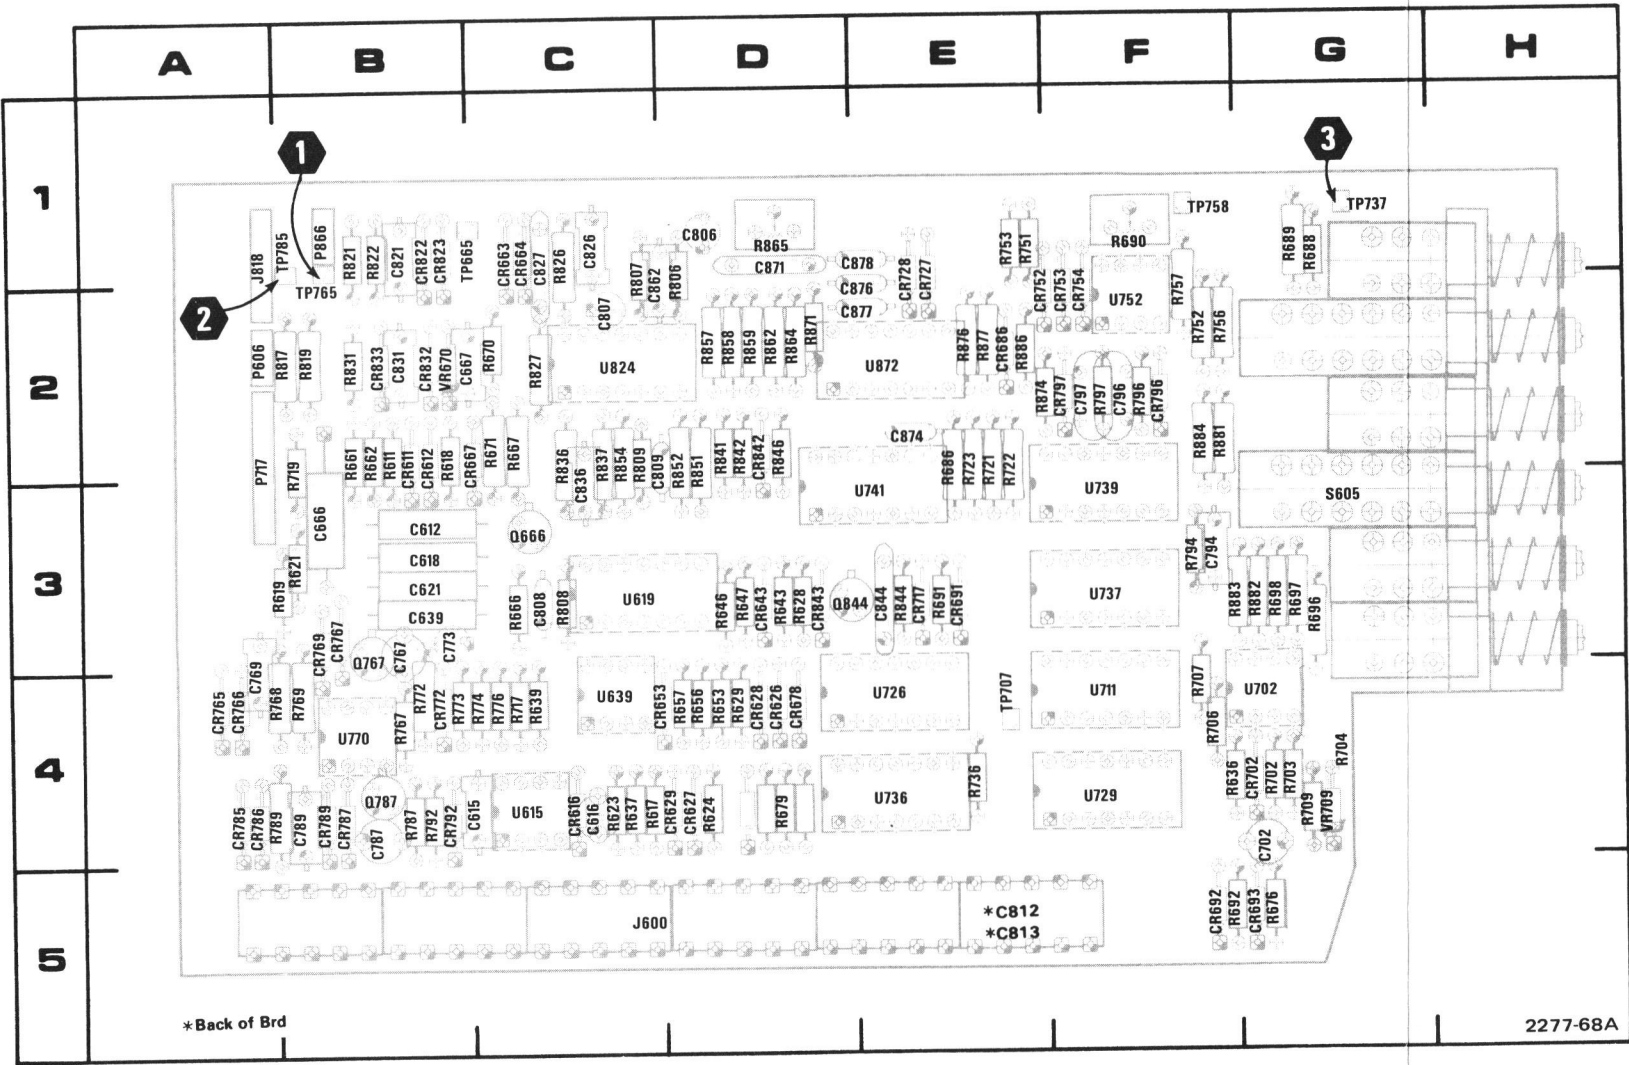 A B C D E F G H
1
1 3
TP758 TP737
J818 TP785 P866 R821 R822 C821 CR822 CR823 TP665 CR663 CR664 C827 R826 C826 R807 C862 R806 C806 R865 C871 C878 C876 C877 CR728 CR727 R753 R751 CR752 CR753 CR754 R690 U752 R757 R689 R688
TP765
2
C807
2
P606 R817 R819 R831 CR833 C831 CR832 VR670 C667 R670 R827 U824 R857 R858 R859 R862 R864 R871 U872 R876 R877 CR686 R886 R874 CR797 C797 R797 C796 R796 CR796 R752 R756
P717 R719 R661 R662 R611 CR611 CR612 R618 CR667 R671 R667 R836 C836 R837 R854 R809 C809 R852 R851 R841 R842 CR842 R846 C874 U741 R686 R723 R721 R722 U739 R884 R881 S605
C666 C612 Q666
3
R619 R621 C618 R666 C808 R808 U619 R646 R647 CR643 R643 R628 CR843 Q844 C844 R844 CR717 R691 CR691 U737 R794 C794 R883 R882 R698 R697 R696
C621
C639
CR765 CR766 C769 R768 R769 CR769 CR767 Q767 C767 C773 R772 CR772 R767 U770 R773 R774 R776 R717 R639 U639 CR653 R657 R656 R653 R629 CR628 CR626 CR678 U726 TP707 U711 R707 R706 U702
4
CR785 CR786 R789 C789 CR789 CR787 Q787 C787 R787 R792 CR792 C615 U615 CR616 C616 R623 R637 R617 CR629 CR627 R624 R679 U736 R736 U729 R636 CR702 R702 R703 R704 R709 VR709
C702
5
J600 *C812 CR692 R692 CR693 R676
*C813
*Back of Brd
2277-68A